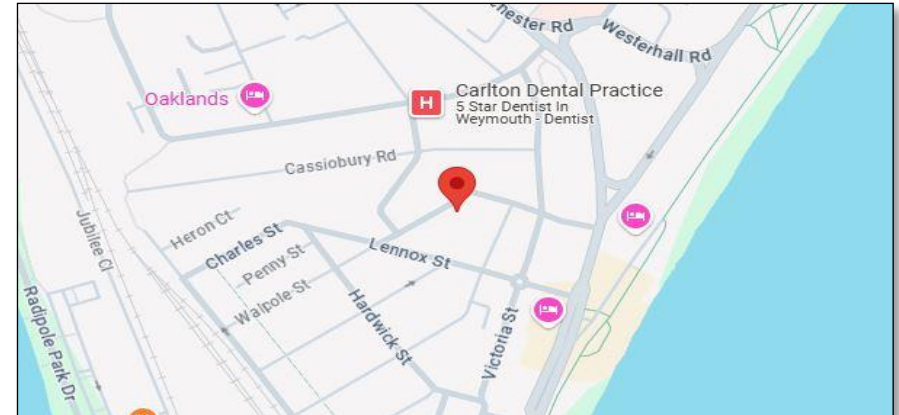 chester Rd
Westerhall Rd
Oaklands
H
Carlton Dental Practice
5 Star Dentist In
Weymouth - Dentist
Cassiobury Rd
Jubilee Cl
Heron Ct
Charles St
Penny St
Walpole St
Lennox St
Hardwick St
Victoria St
Radipole Park Dr